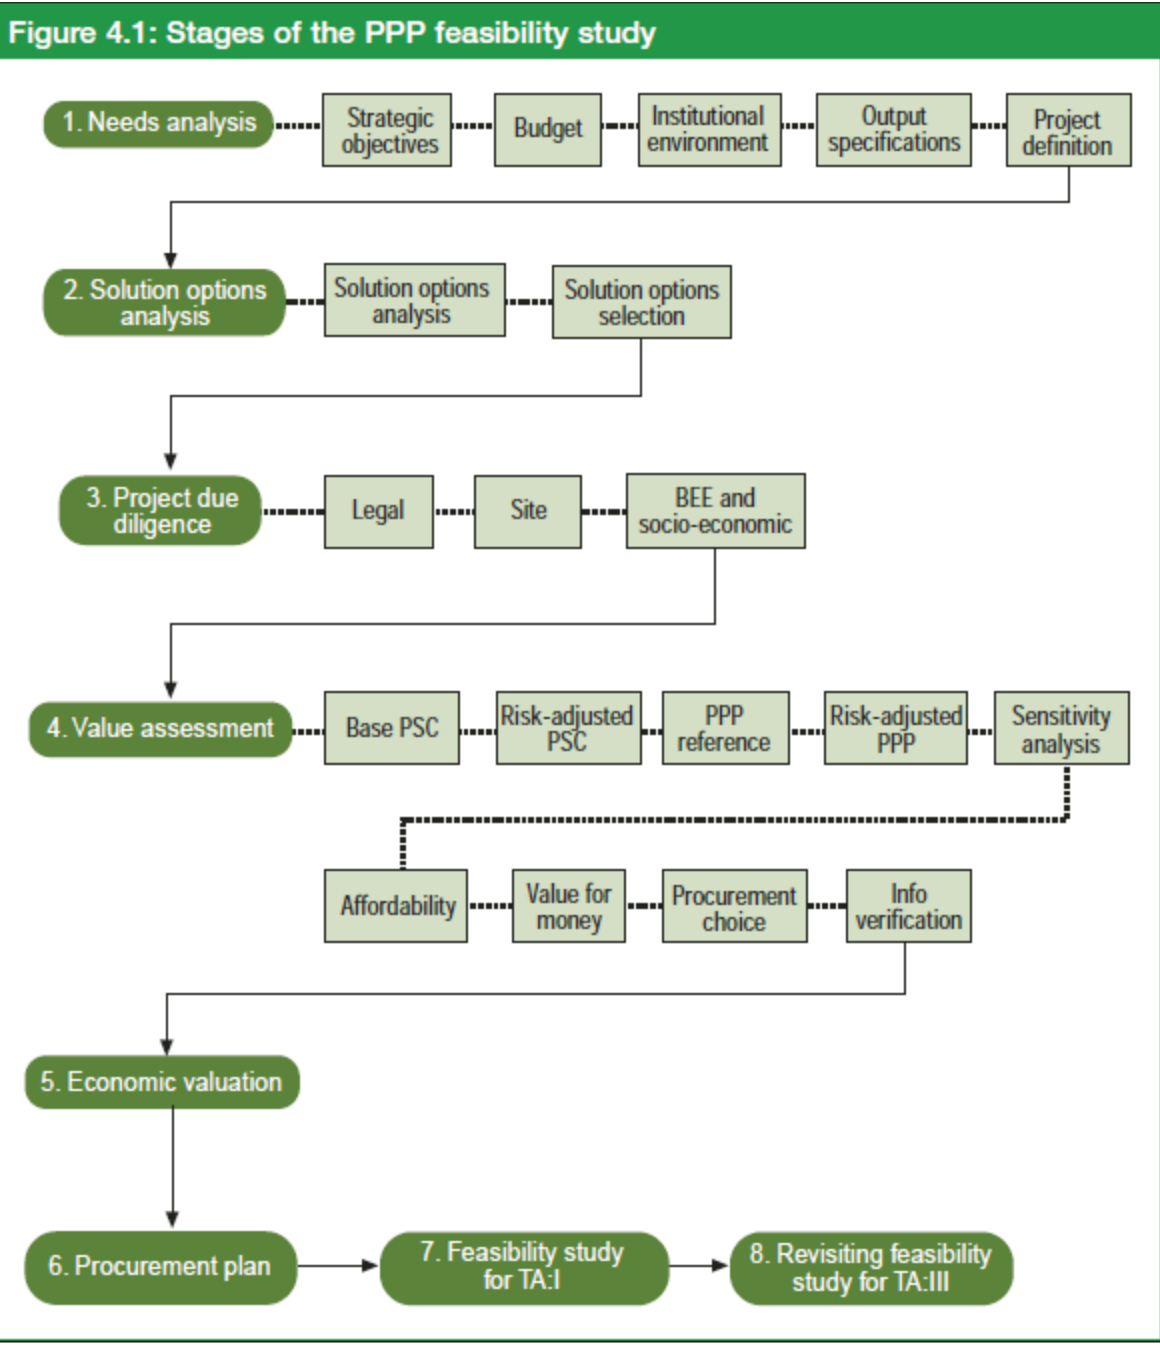 Figure 4.1: Stages of the PPP feasibility study
1. Needs analysis
Strategic
objectives
Budget
Institutional
environment
Output
specifications
Project
definition
2. Solution options
analysis
Solution options
analysis
Solution options
selection
3. Project due
diligence
Legal
Site
BEE and
socio-economic
4. Value assessment
Base PSC
Risk-adjusted
PSC
PPP
reference
Risk-adjusted
PPP
Sensitivity
analysis
Affordability
Value for
money
Procurement
choice
Info
verification
5. Economic valuation
6. Procurement plan
7. Feasibility study
for TA:I
8. Revisiting feasibility
study for TA:III